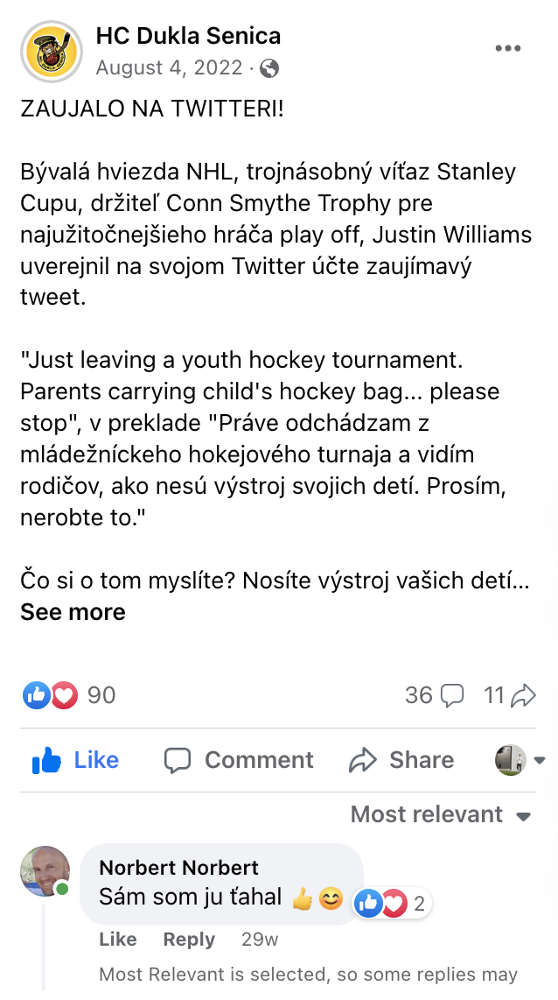 HC Dukla Senica
August 4, 2022 ·
ZAUJALO NA TWITTERI!
Bývalá hviezda NHL, trojnásobný víťaz Stanley
Cupu, držiteľ Conn Smythe Trophy pre
najužitočnejšieho hráča play off, Justin Williams
uverejnil na svojom Twitter účte zaujímavý
tweet.
"Just leaving a youth hockey tournament.
Parents carrying child's hockey bag... please
stop", v preklade "Práve odchádzam z
mládežníckeho hokejového turnaja a vidím
rodičov, ako nesú výstroj svojich detí. Prosím,
nerobte to."
Čo si o tom myslíte? Nosíte výstroj vašich detí...
See more
90 36 11
Like Comment Share
Most relevant
Norbert Norbert
Sám som ju ťahal 👍😊 2
Like Reply 29w
Most Relevant is selected, so some replies may